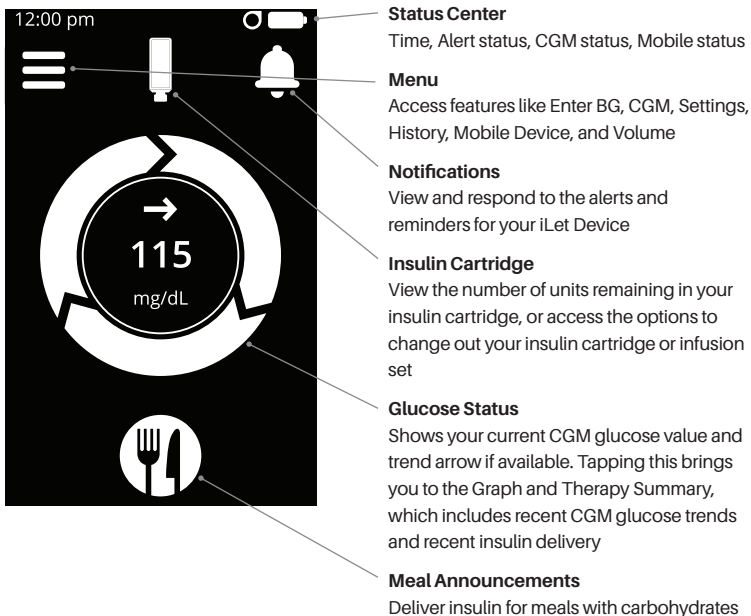 12:00 pm
115
mg/dL
Status Center
Time, Alert status, CGM status, Mobile status
Menu
Access features like Enter BG, CGM, Settings,
History, Mobile Device, and Volume
Notifications
View and respond to the alerts and
reminders for your iLet Device
Insulin Cartridge
View the number of units remaining in your
insulin cartridge, or access the options to
change out your insulin cartridge or infusion
set
Glucose Status
Shows your current CGM glucose value and
trend arrow if available. Tapping this brings
you to the Graph and Therapy Summary,
which includes recent CGM glucose trends
and recent insulin delivery
Meal Announcements
Deliver insulin for meals with carbohydrates